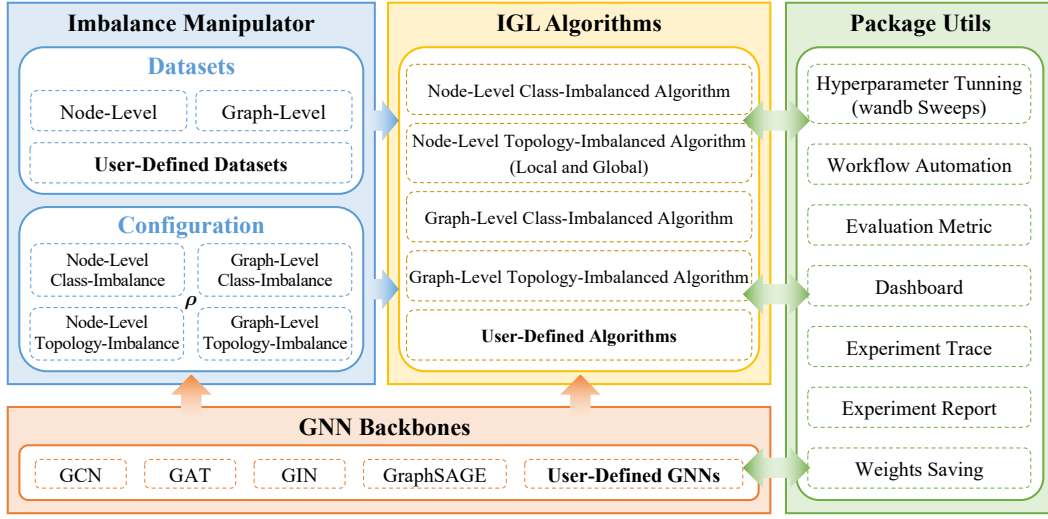 Imbalance Manipulator
Datasets
Node-Level
Graph-Level
User-Defined Datasets
Configuration
Node-Level
Class-Imbalance
Graph-Level
Class-Imbalance
ρ
Node-Level
Topology-Imbalance
Graph-Level
Topology-Imbalance
IGL Algorithms
Node-Level Class-Imbalanced Algorithm
Node-Level Topology-Imbalanced Algorithm
(Local and Global)
Graph-Level Class-Imbalanced Algorithm
Graph-Level Topology-Imbalanced Algorithm
User-Defined Algorithms
Package Utils
Hyperparameter Tunning
(wandb Sweeps)
Workflow Automation
Evaluation Metric
Dashboard
Experiment Trace
Experiment Report
Weights Saving
GNN Backbones
GCN
GAT
GIN
GraphSAGE
User-Defined GNNs